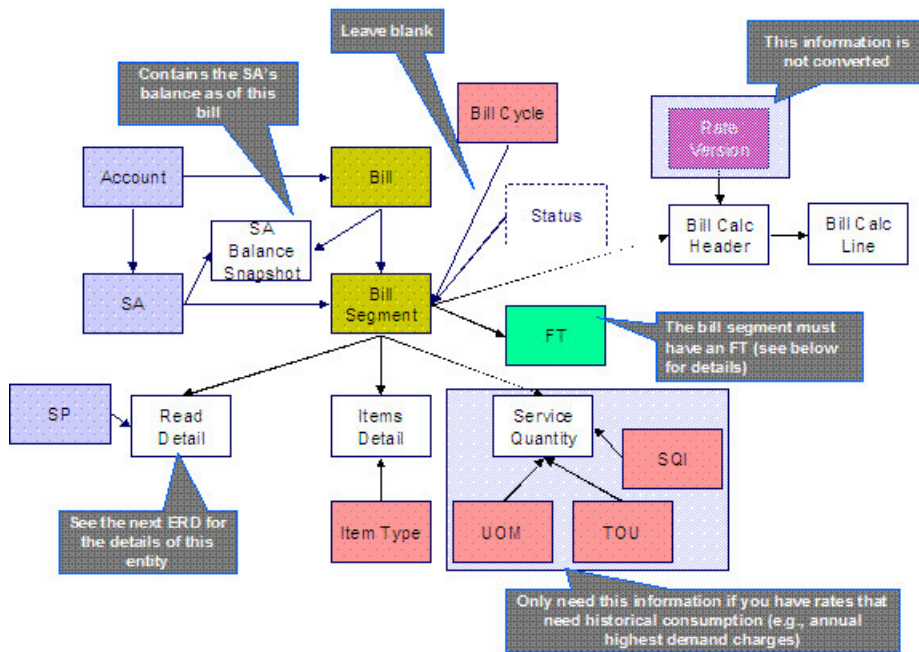 Leave blank
This information is
not converted
Contains the SA's
balance as of this
bill
Bill Cycle
Rate
Version
Account
Bill
Status
SA
Balance
Snapshot
Bill Calc
Header
Bill Calc
Line
SA
Bill
Segment
FT
The bill segment must
have an FT (see below
for details)
SP
Read
Detail
Items
Detail
Service
Quantity
SQI
See the next ERD for
the details of this
entity
Item Type
UOM
TOU
Only need this information if you have rates that
need historical consumption (e.g., annual
highest demand charges)